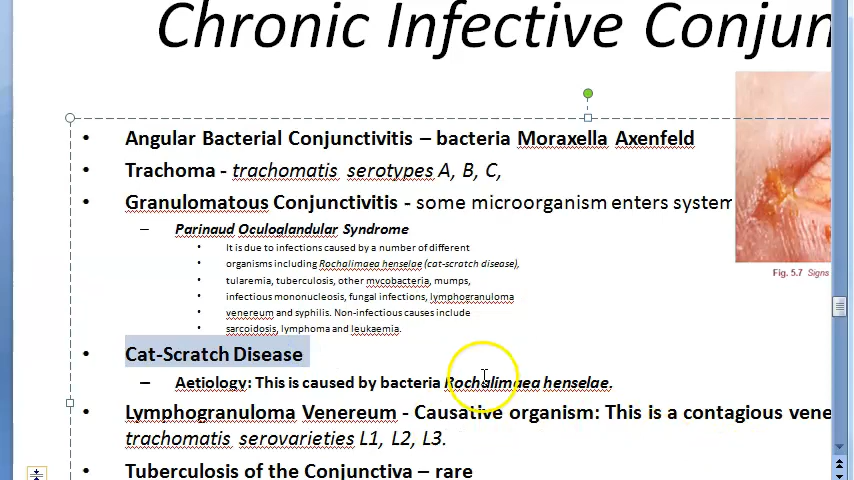 Chronic Infective Conjun
• Angular Bacterial Conjunctivitis – bacteria Moraxella Axenfeld
• Trachoma - trachomatis serotypes A, B, C,
• Granulomatous Conjunctivitis - some microorganism enters system
– Parinaud Oculoglandular Syndrome
• It is due to infections caused by a number of different
• organisms including Rochalimaea henselae (cat-scratch disease),
• tularemia, tuberculosis, other mycobacteria, mumps,
• infectious mononucleosis, fungal infections, lymphogranuloma
• venereum and syphilis. Non-infectious causes include
• sarcoidosis, lymphoma and leukaemia.
Fig. 5.7 Signs
• Cat-Scratch Disease
– Aetiology: This is caused by bacteria Rochalimaea henselae.
• Lymphogranuloma Venereum - Causative organism: This is a contagious vene
trachomatis serovarieties L1, L2, L3.
• Tuberculosis of the Conjunctiva – rare